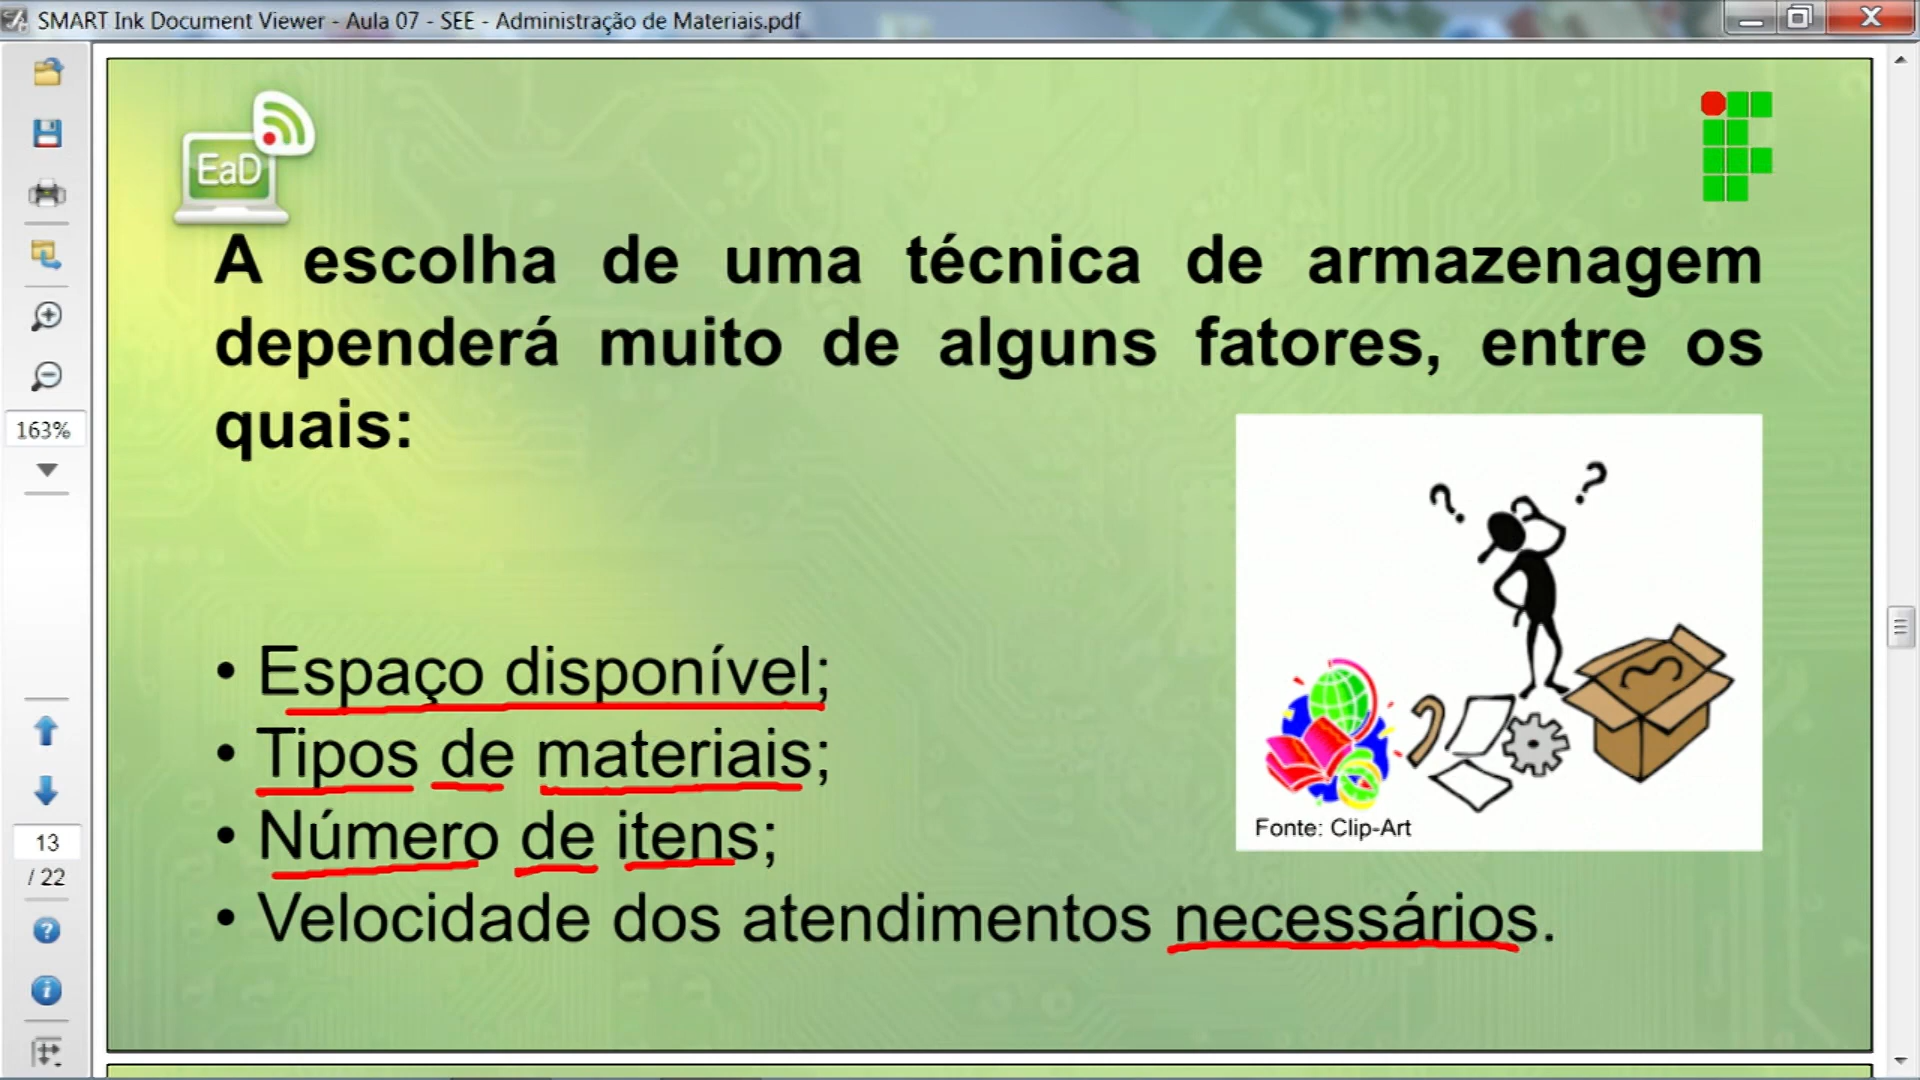 SMART Ink Document Viewer - Aula 07 - SEE - Administração de Materiais.pdf
EaD
A escolha de uma técnica de armazenagem
dependerá muito de alguns fatores, entre os
quais:
163%
? ?
• Espaço disponível;
• Tipos de materiais;
• Número de itens;
Fonte: Clip-Art
13
/ 22
• Velocidade dos atendimentos necessários.